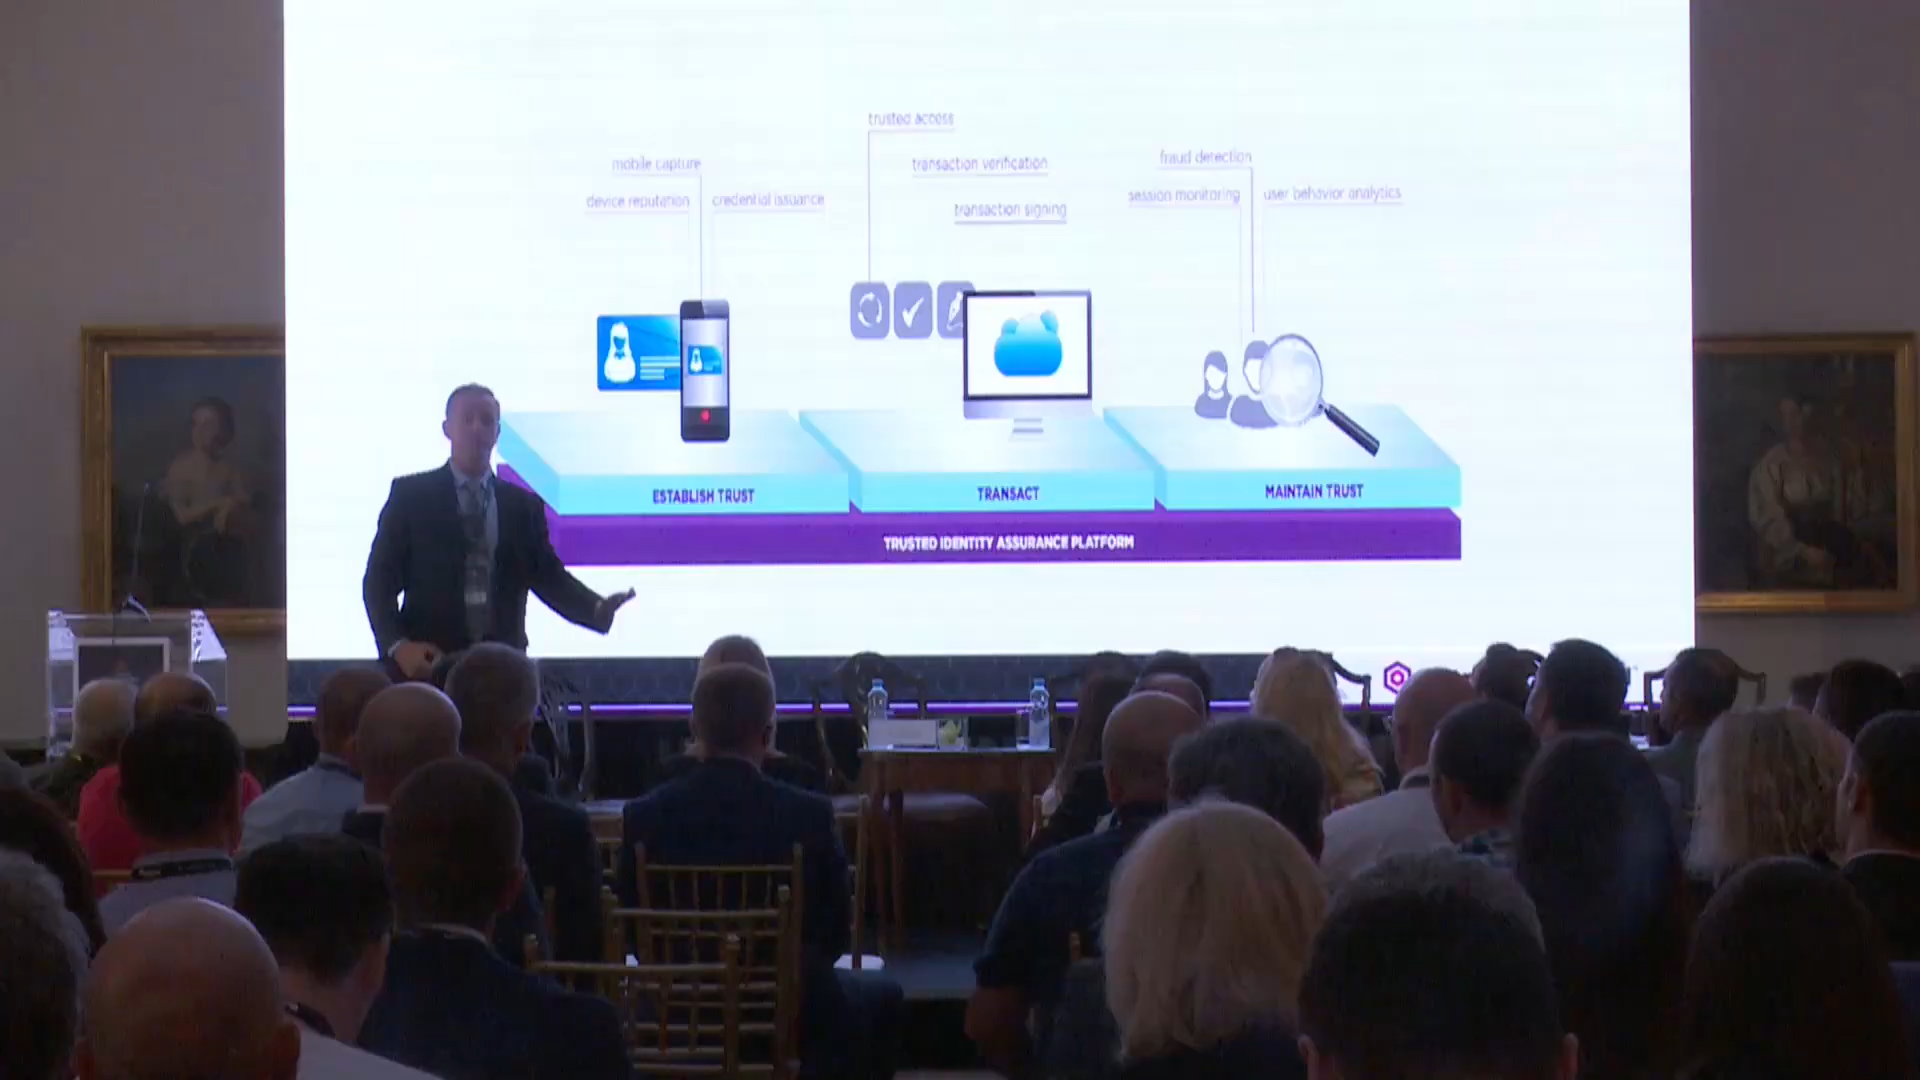 trusted access
mobile capture
transaction verification
fraud detection
device reputation
credential issuance
session monitoring
user behavior analytics
transaction signing
ESTABLISH TRUST
TRANSACT
MAINTAIN TRUST
TRUSTED IDENTITY ASSURANCE PLATFORM